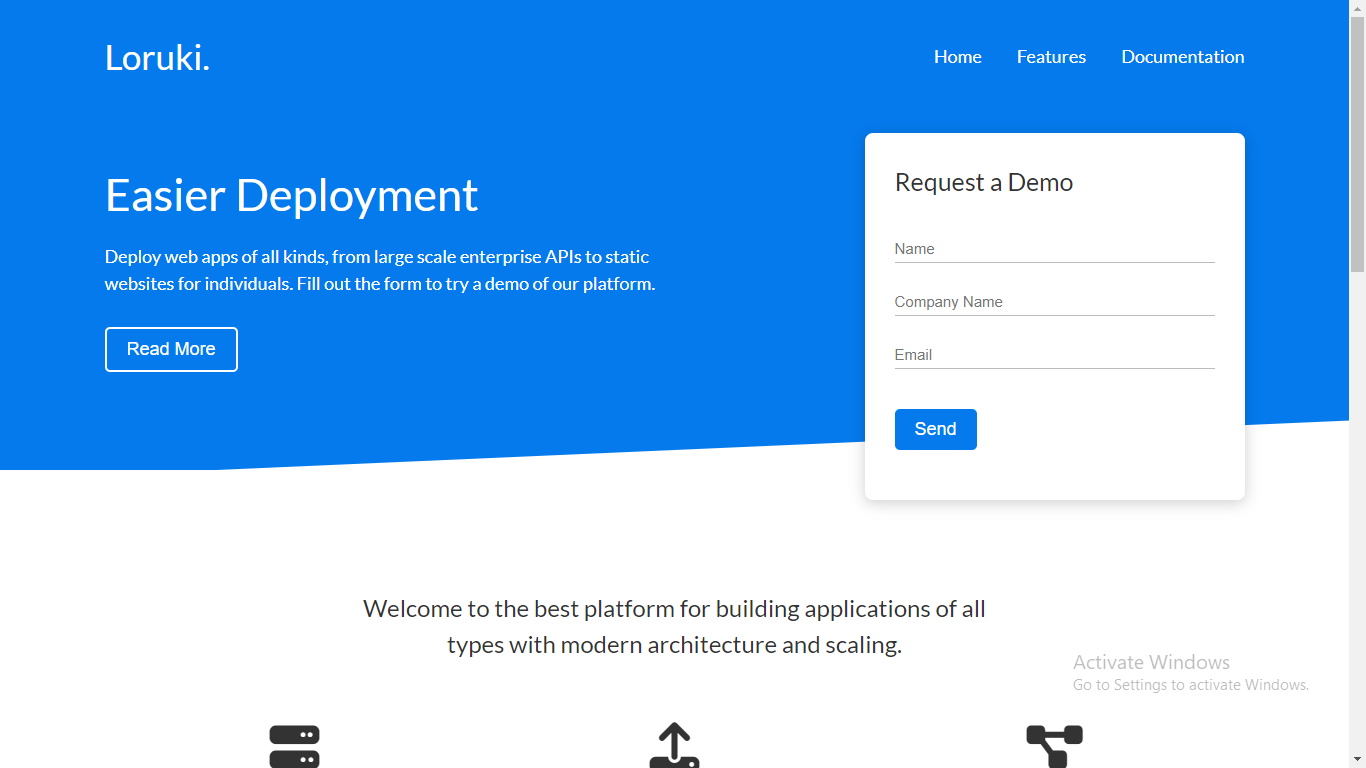 Loruki.
Home Features Documentation
Easier Deployment
Deploy web apps of all kinds, from large scale enterprise APIs to static
websites for individuals. Fill out the form to try a demo of our platform.
Read More
Request a Demo
Name
Company Name
Email
Send
Welcome to the best platform for building applications of all
types with modern architecture and scaling.
Activate Windows
Go to Settings to activate Windows.